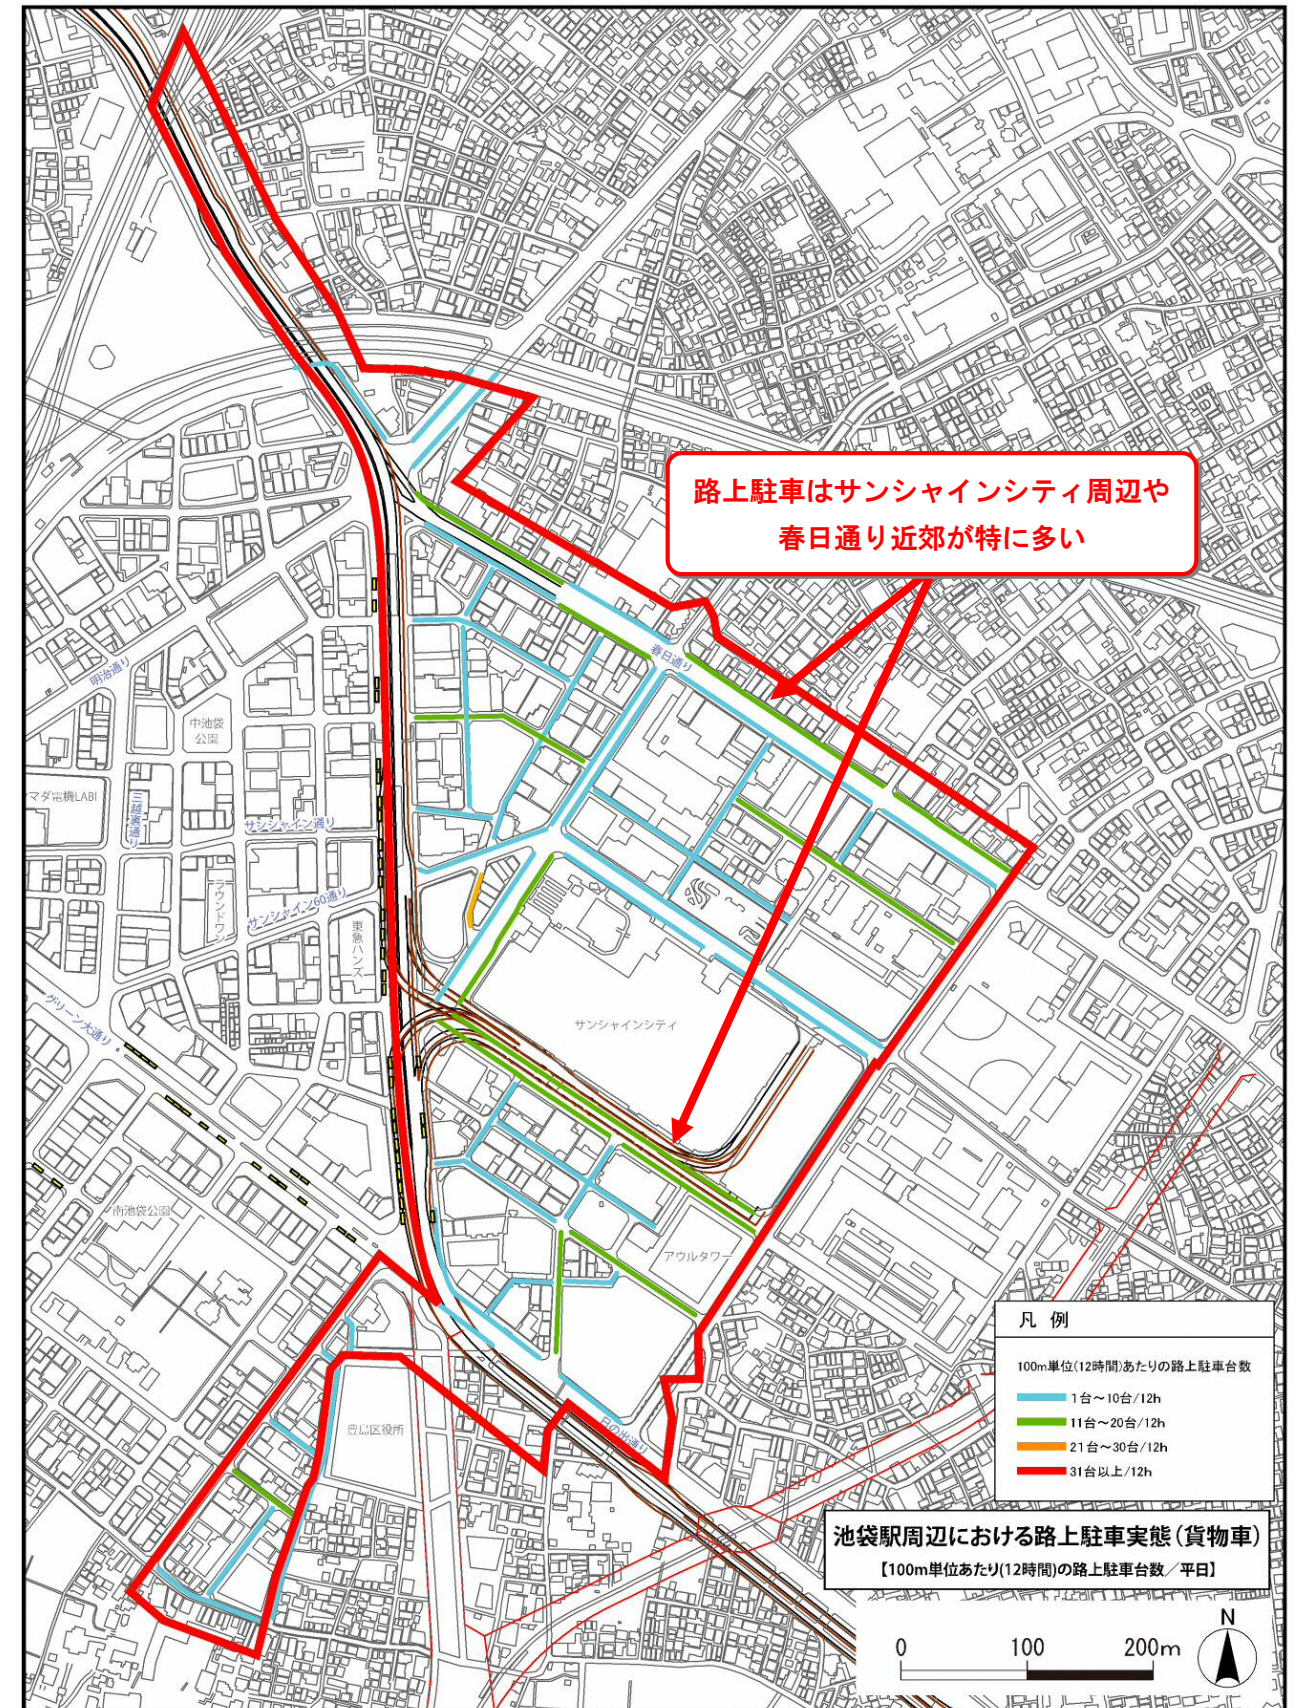 路上駐車はサンシャインシティ周辺や
春日通り近郊が特に多い
春日通り
明治通り
中池袋
公園
マダ電機LABI
三越裏通り
サンシャイン通り
ラウンドワン
サンシャイン60通り
東急ハンズ
グリーン大通り
サンシャインシティ
南池袋公園
アウルタワー
豊島区役所
日の出通り
凡 例
100m単位(12時間)あたりの路上駐車台数
1台～10台/12h
11台～20台/12h
21台～30台/12h
31台以上/12h
池袋駅周辺における路上駐車実態(貨物車)
【100m単位あたり(12時間)の路上駐車台数／平日】
0 100 200m
N